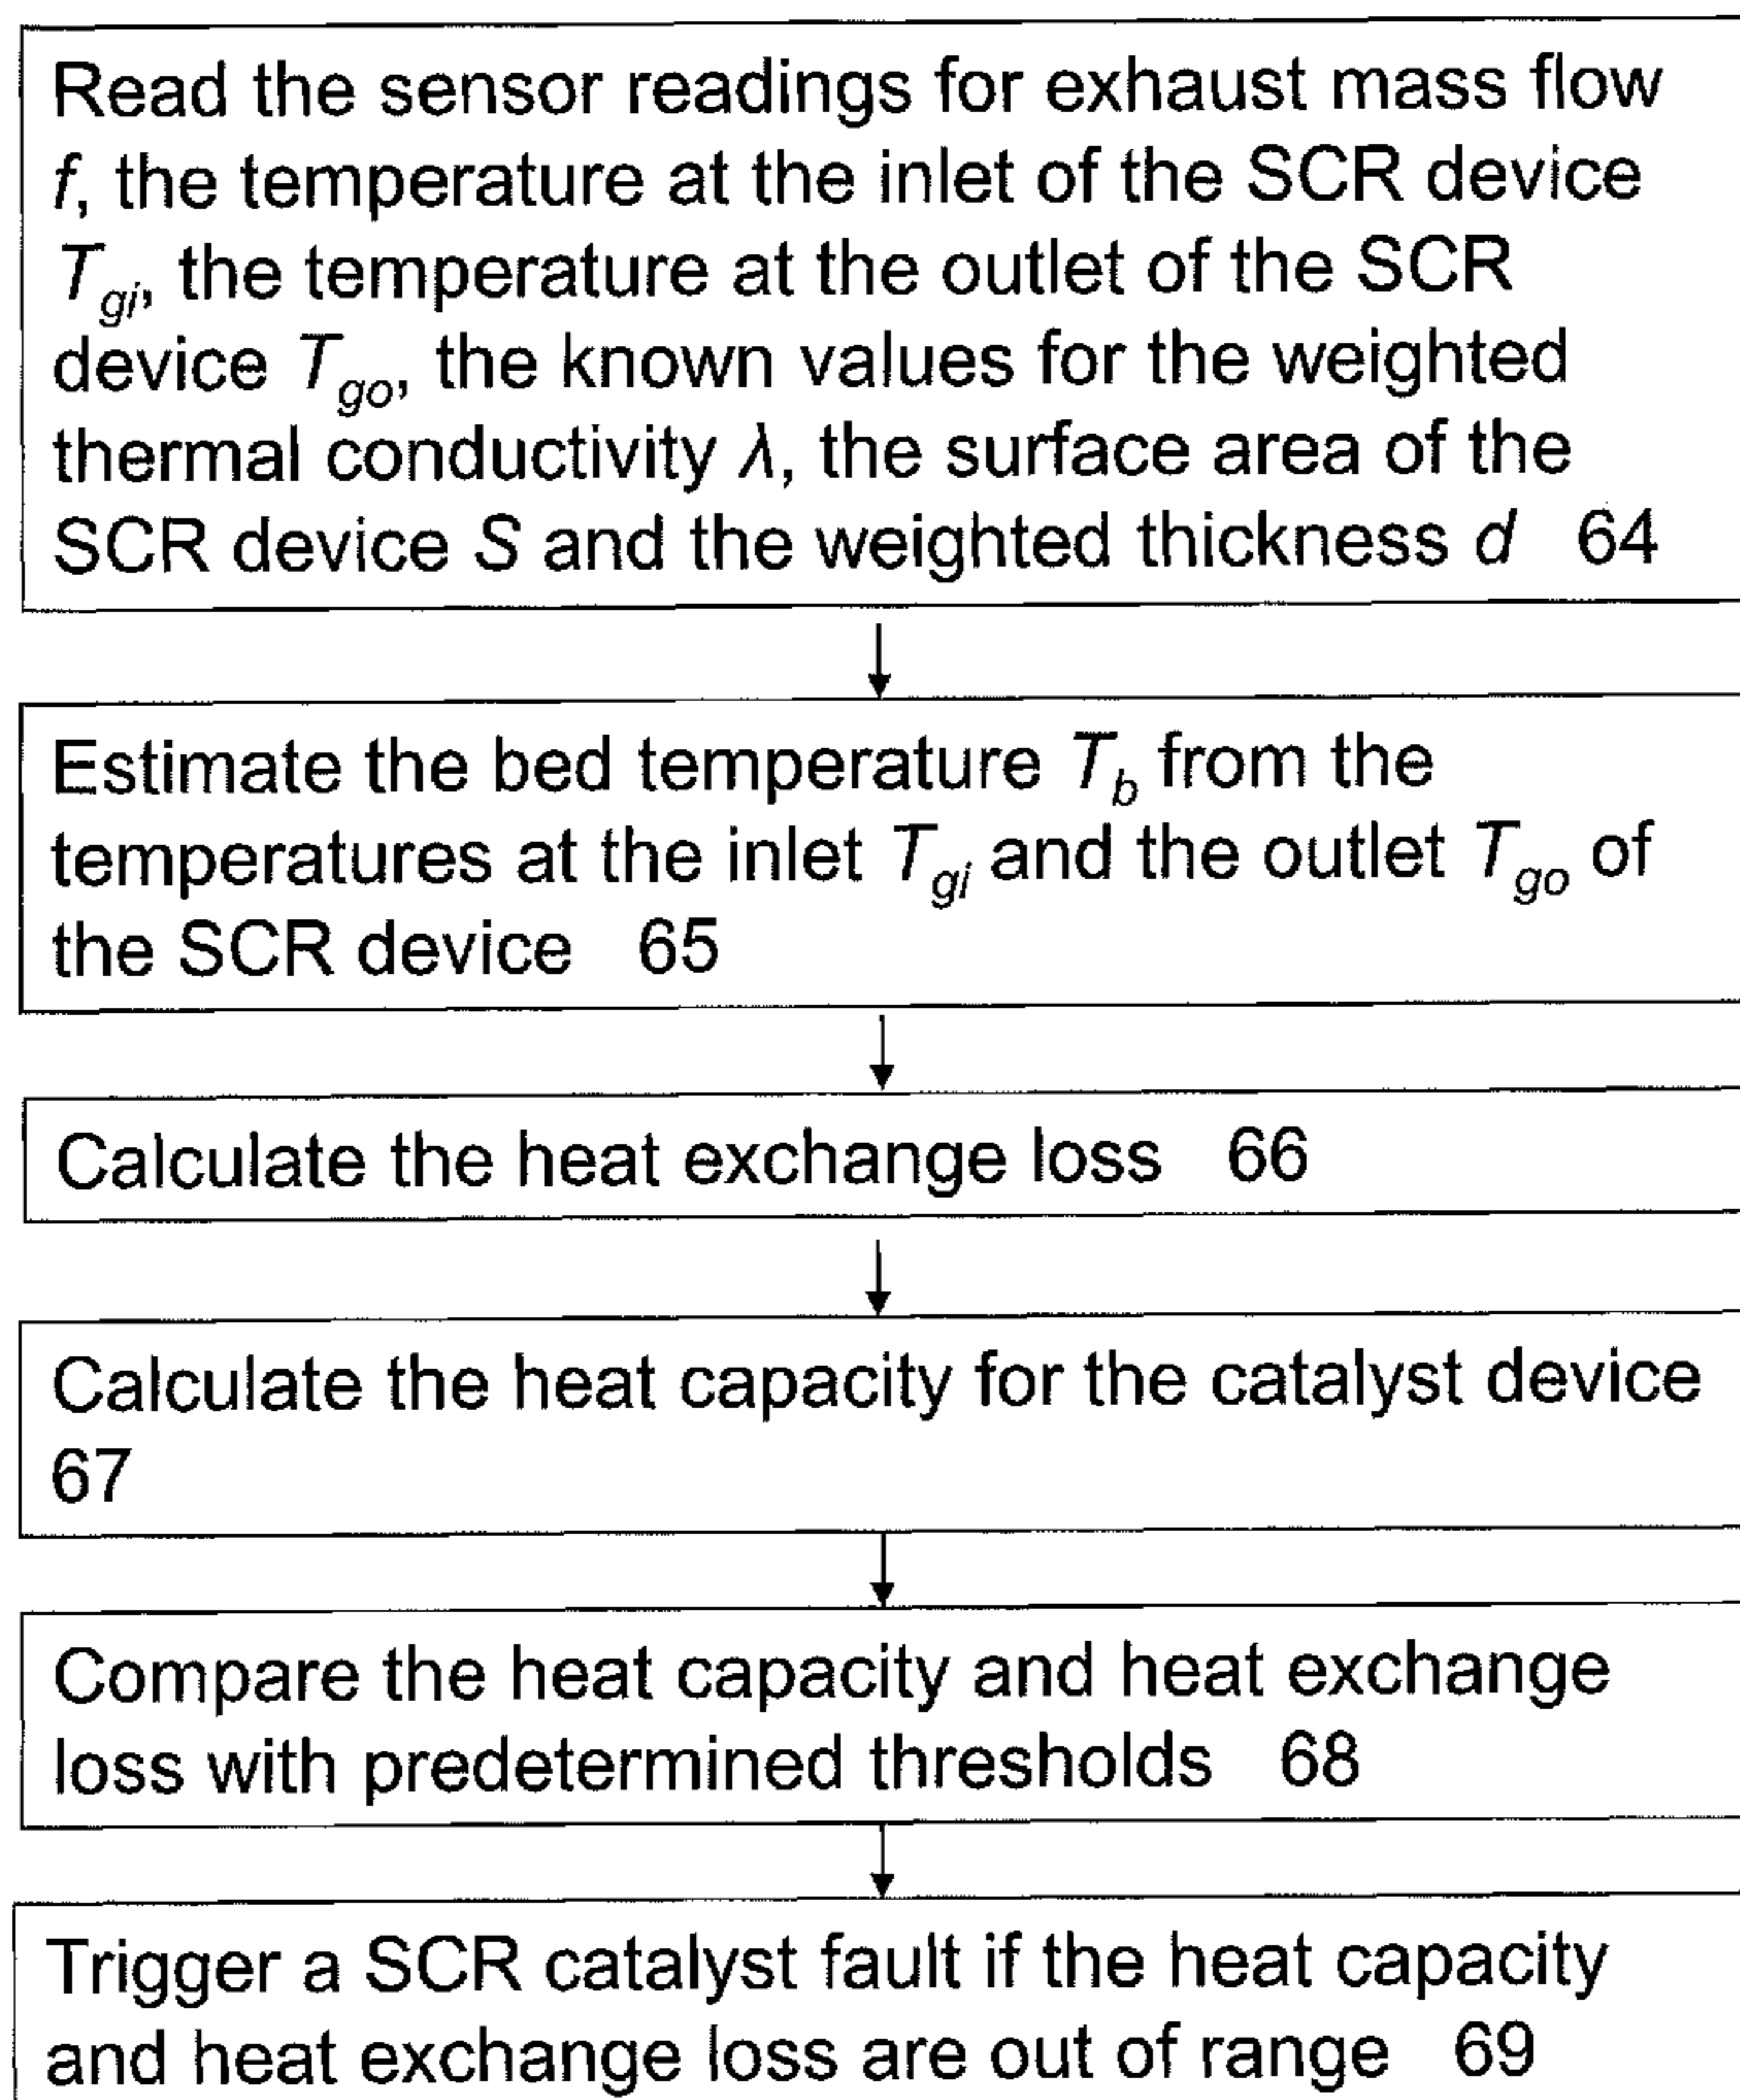 Read the sensor readings for exhaust mass flow
f, the temperature at the inlet of the SCR device
T_gi, the temperature at the outlet of the SCR
device T_go, the known values for the weighted
thermal conductivity λ, the surface area of the
SCR device S and the weighted thickness d 64
Estimate the bed temperature T_b from the
temperatures at the inlet T_gi and the outlet T_go of
the SCR device 65
Calculate the heat exchange loss 66
Calculate the heat capacity for the catalyst device
67
Compare the heat capacity and heat exchange
loss with predetermined thresholds 68
Trigger a SCR catalyst fault if the heat capacity
and heat exchange loss are out of range 69